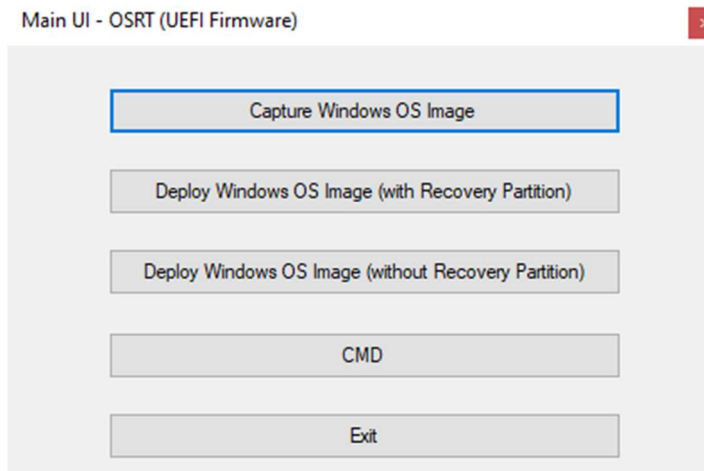 Main UI - OSRT (UEFI Firmware)
Capture Windows OS Image
Deploy Windows OS Image (with Recovery Partition)
Deploy Windows OS Image (without Recovery Partition)
CMD
Exit